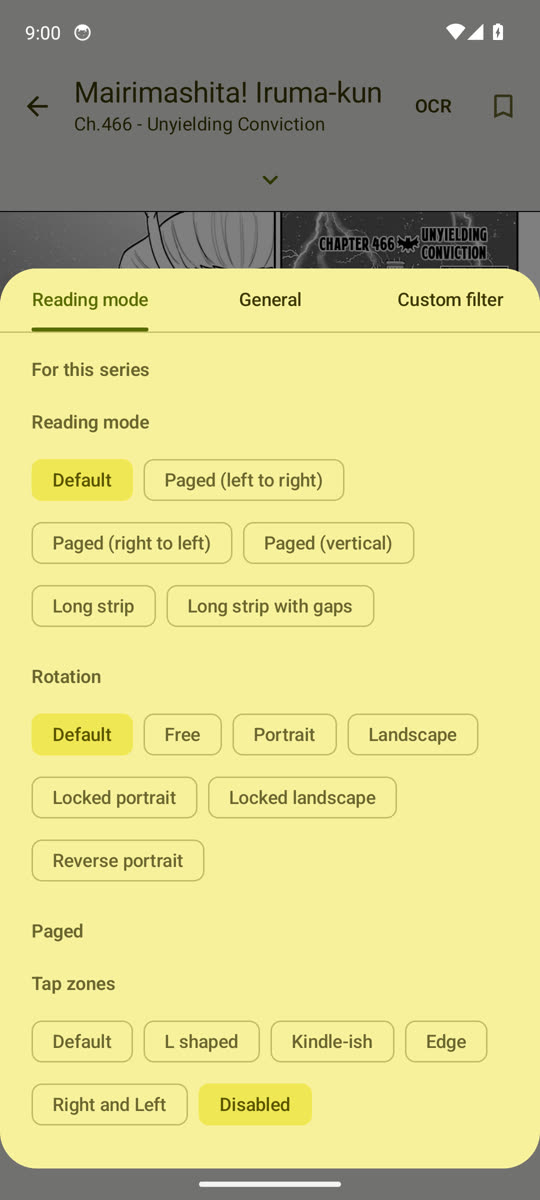 9:00
Mairimashita! Iruma-kun
Ch.466 - Unyielding Conviction
OCR
CHAPTER 466 UNYIELDING
CONVICTION
Reading mode General Custom filter
For this series
Reading mode
Default Paged (left to right)
Paged (right to left) Paged (vertical)
Long strip Long strip with gaps
Rotation
Default Free Portrait Landscape
Locked portrait Locked landscape
Reverse portrait
Paged
Tap zones
Default L shaped Kindle-ish Edge
Right and Left Disabled